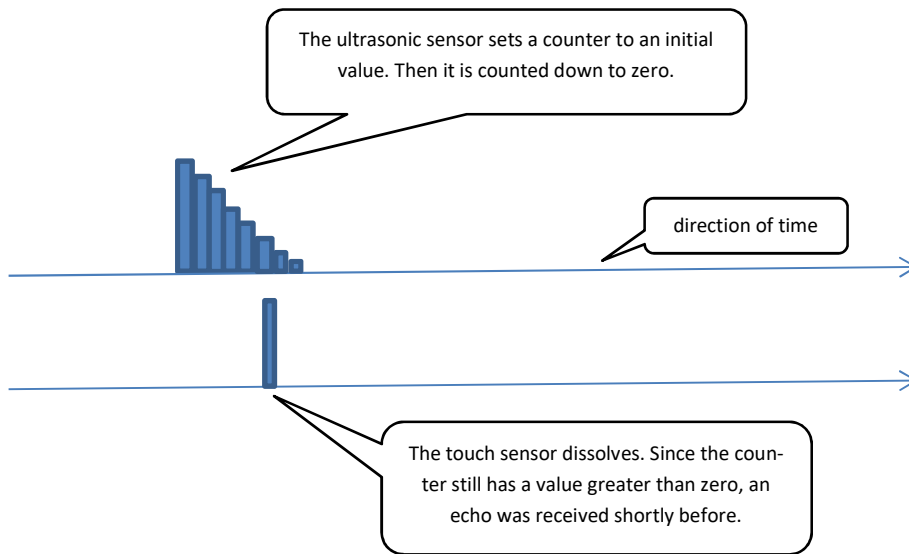 The ultrasonic sensor sets a counter to an initial
value. Then it is counted down to zero.
direction of time
The touch sensor dissolves. Since the coun-
ter still has a value greater than zero, an
echo was received shortly before.